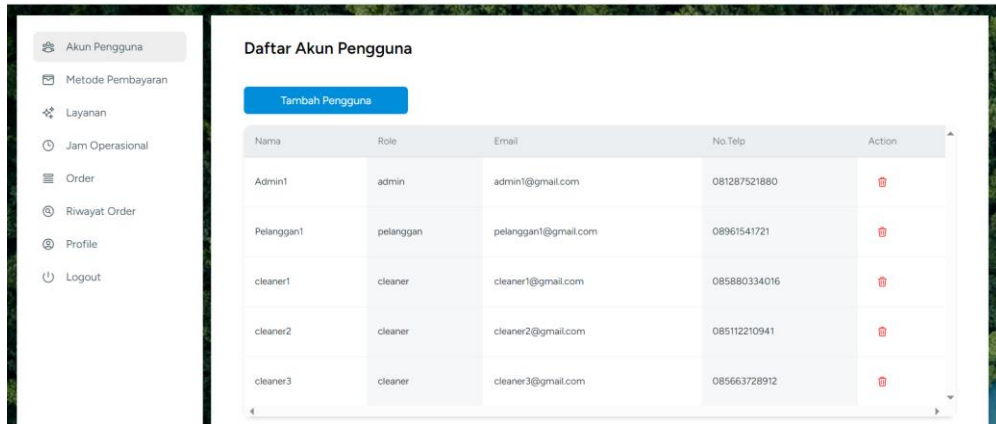 Akun Pengguna
Metode Pembayaran
Layanan
Jam Operasional
Order
Riwayat Order
Profile
Logout
Daftar Akun Pengguna
Tambah Pengguna
Nama Role Email No.Telp Action
Admin1 admin admin1@gmail.com 081287521880
Pelanggan1 pelanggan pelanggan1@gmail.com 08961541721
cleaner1 cleaner cleaner1@gmail.com 085880334016
cleaner2 cleaner cleaner2@gmail.com 085112210941
cleaner3 cleaner cleaner3@gmail.com 085663728912